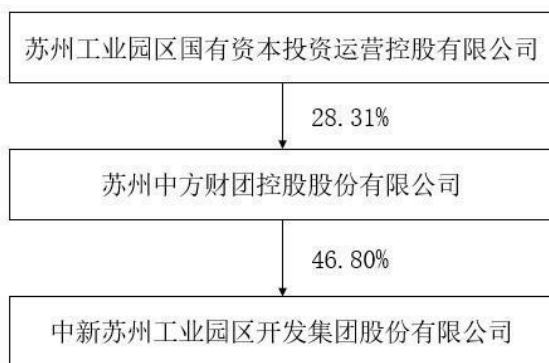 苏州工业园区国有资本投资运营控股有限公司
28.31%
苏州中方财团控股股份有限公司
46.80%
中新苏州工业园区开发集团股份有限公司